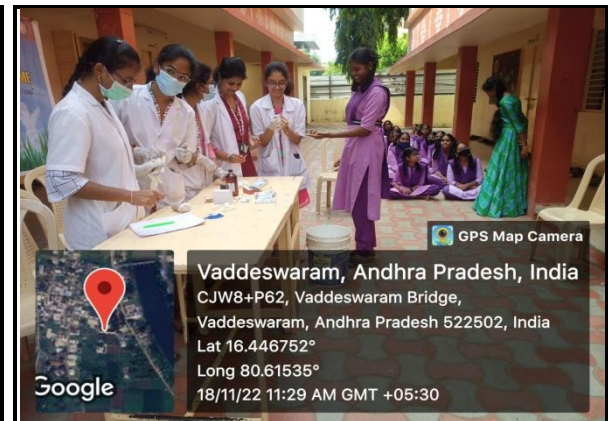 GPS Map Camera
Vaddeswaram, Andhra Pradesh, India
CJW8+P62, Vaddeswaram Bridge,
Vaddeswaram, Andhra Pradesh 522502, India
Lat 16.446752°
Long 80.61535°
18/11/22 11:29 AM GMT +05:30
Google